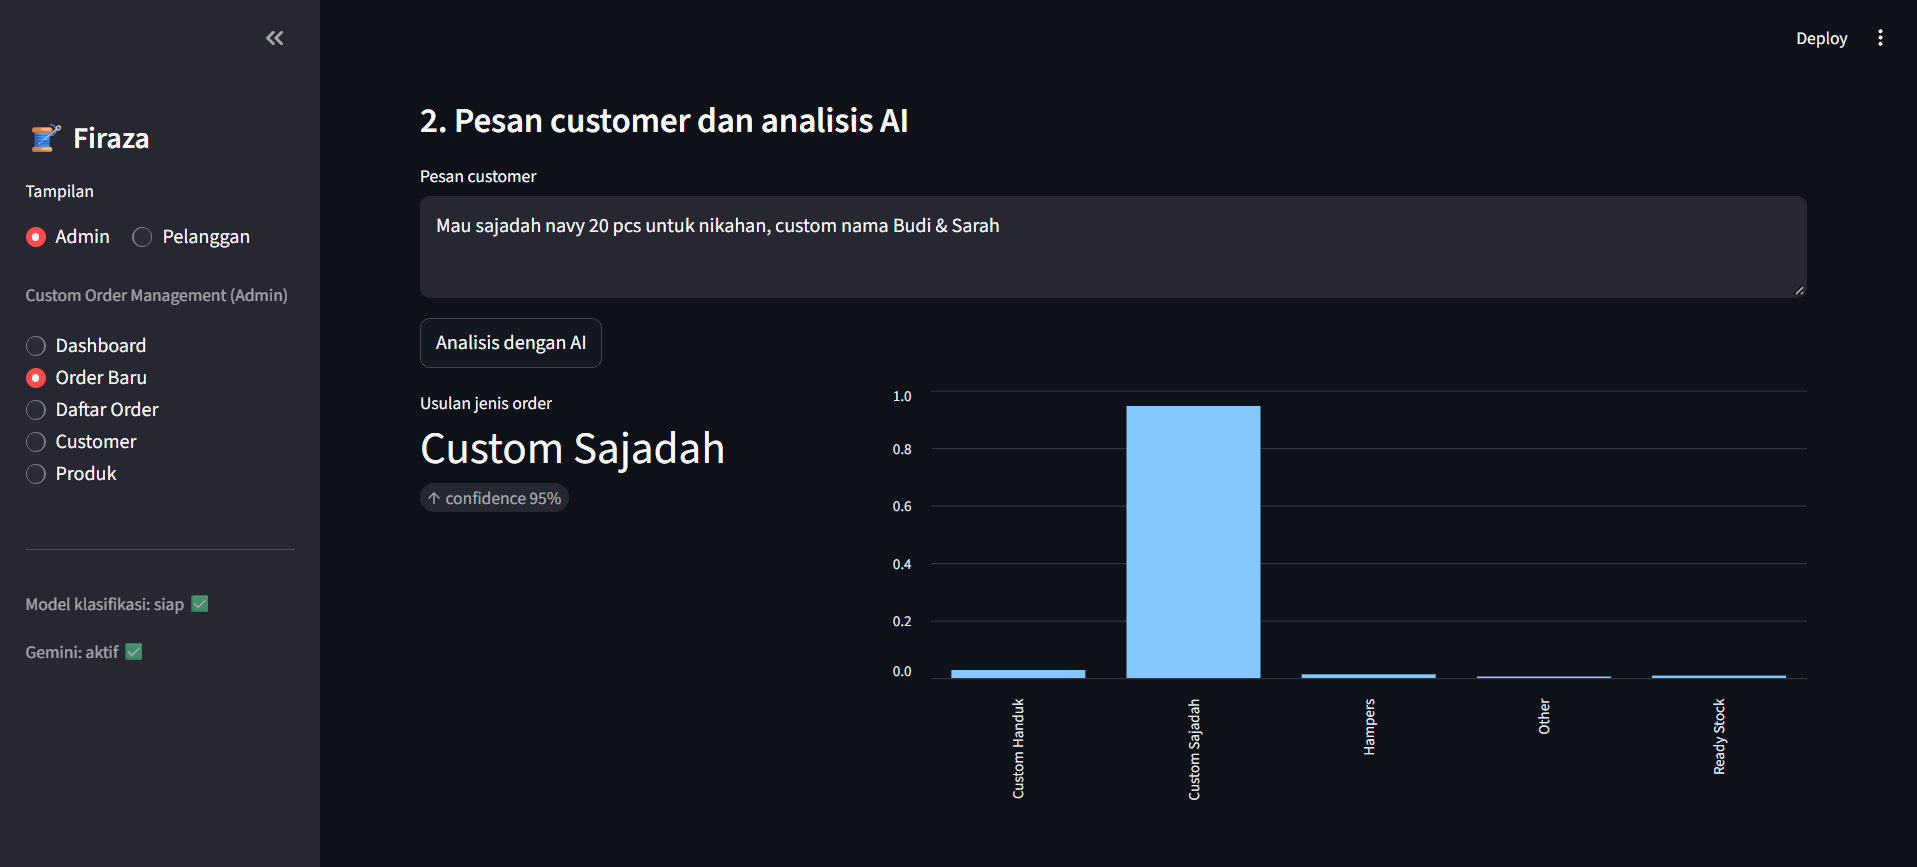 Deploy
Firaza
Tampilan
Admin
Pelanggan
Custom Order Management (Admin)
Dashboard
Order Baru
Daftar Order
Customer
Produk
Model klasifikasi: siap
Gemini: aktif
2. Pesan customer dan analisis AI
Pesan customer
Mau sajadah navy 20 pcs untuk nikahan, custom nama Budi & Sarah
Analisis dengan AI
Usulan jenis order
Custom Sajadah
↑ confidence 95%
1.0
0.8
0.6
0.4
0.2
0.0
Custom Handuk
Custom Sajadah
Hampers
Other
Ready Stock